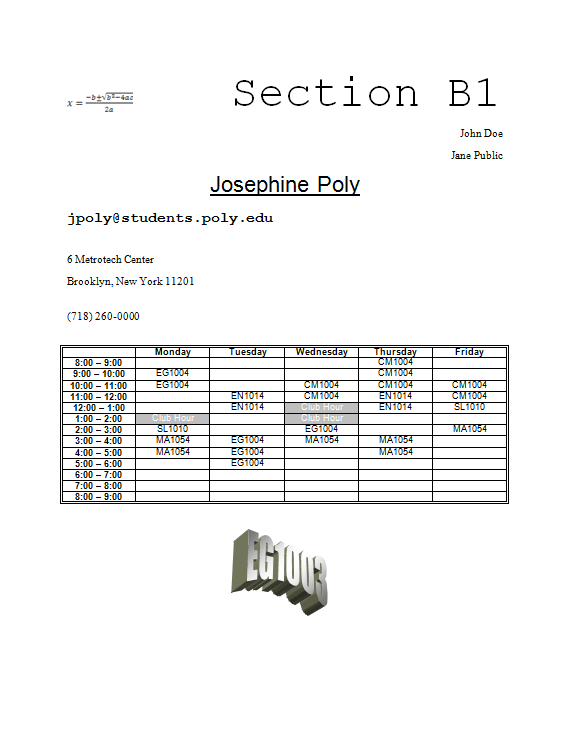 x = −b±√b²−4ac / 2a
Section B1
John Doe
Jane Public
Josephine Poly
jpoly@students.poly.edu
6 Metrotech Center
Brooklyn, New York 11201
(718) 260-0000
Monday Tuesday Wednesday Thursday Friday
8:00 – 9:00 CM1004
9:00 – 10:00 EG1004 CM1004
10:00 – 11:00 EG1004 CM1004 CM1004 CM1004
11:00 – 12:00 EN1014 CM1004 EN1014 CM1004
12:00 – 1:00 EN1014 Club Hour EN1014 SL1010
1:00 – 2:00 Club Hour Club Hour
2:00 – 3:00 SL1010 EG1004 MA1054
3:00 – 4:00 MA1054 EG1004 MA1054 MA1054
4:00 – 5:00 MA1054 EG1004 MA1054
5:00 – 6:00 EG1004
6:00 – 7:00
7:00 – 8:00
8:00 – 9:00
EG1003